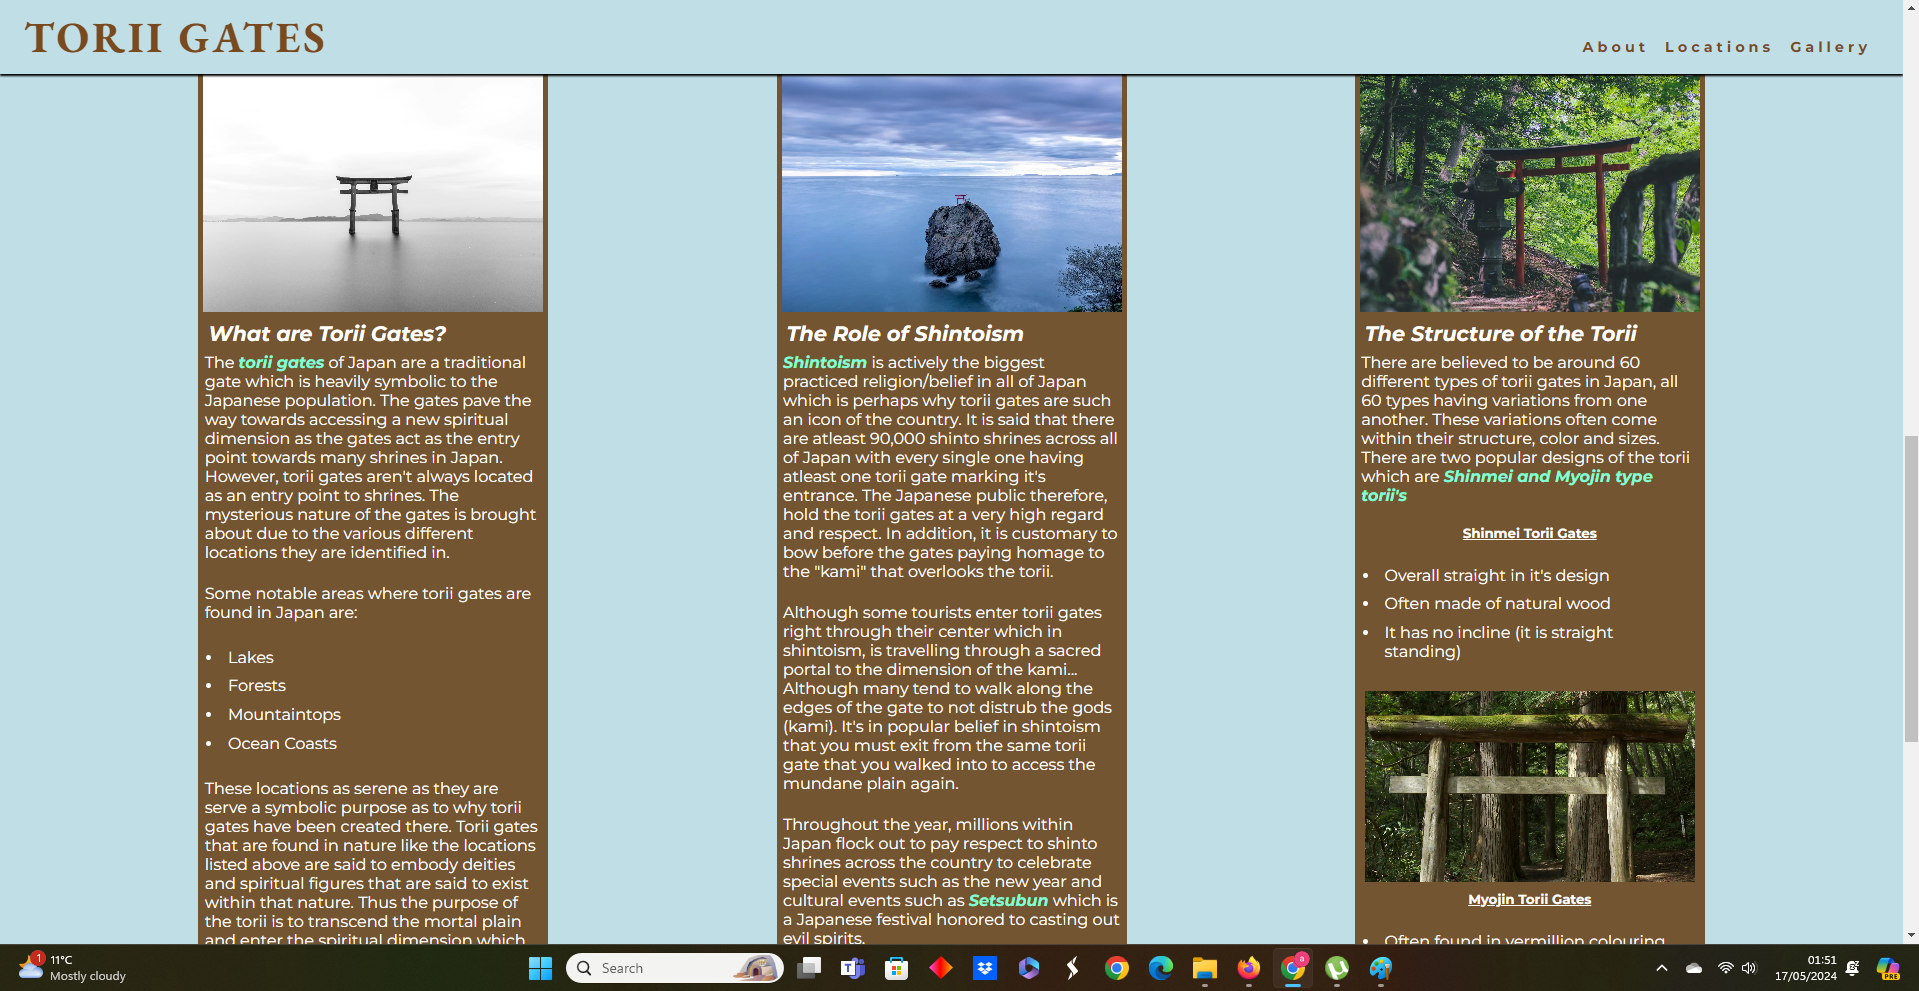 TORII GATES
About Locations Gallery
What are Torii Gates?
The torii gates of Japan are a traditional
gate which is heavily symbolic to the
Japanese population. The gates pave the
way towards accessing a new spiritual
dimension as the gates act as the entry
point towards many shrines in Japan.
However, torii gates aren't always located
as an entry point to shrines. The
mysterious nature of the gates is brought
about due to the various different
locations they are identified in.
Some notable areas where torii gates are
found in Japan are:
• Lakes
• Forests
• Mountaintops
• Ocean Coasts
These locations as serene as they are
serve a symbolic purpose as to why torii
gates have been created there. Torii gates
that are found in nature like the locations
listed above are said to embody deities
and spiritual figures that are said to exist
within that nature. Thus the purpose of
the torii is to transcend the mortal plain
and enter the spiritual dimension which
The Role of Shintoism
Shintoism is actively the biggest
practiced religion/belief in all of Japan
which is perhaps why torii gates are such
an icon of the country. It is said that there
are atleast 90,000 shinto shrines across all
of Japan with every single one having
atleast one torii gate marking it's
entrance. The Japanese public therefore,
hold the torii gates at a very high regard
and respect. In addition, it is customary to
bow before the gates paying homage to
the "kami" that overlooks the torii.
Although some tourists enter torii gates
right through their center which in
shintoism, is travelling through a sacred
portal to the dimension of the kami...
Although many tend to walk along the
edges of the gate to not distrub the gods
(kami). It's in popular belief in shintoism
that you must exit from the same torii
gate that you walked into to access the
mundane plain again.
Throughout the year, millions within
Japan flock out to pay respect to shinto
shrines across the country to celebrate
special events such as the new year and
cultural events such as Setsubun which is
a Japanese festival honored to casting out
evil spirits.
The Structure of the Torii
There are believed to be around 60
different types of torii gates in Japan, all
60 types having variations from one
another. These variations often come
within their structure, color and sizes.
There are two popular designs of the torii
which are Shinmei and Myojin type
torii's
Shinmei Torii Gates
• Overall straight in it's design
• Often made of natural wood
• It has no incline (it is straight
standing)
Myojin Torii Gates
• Often found in vermillion colouring
1
11°C
Mostly cloudy
Search
a
01:51
17/05/2024
PRE